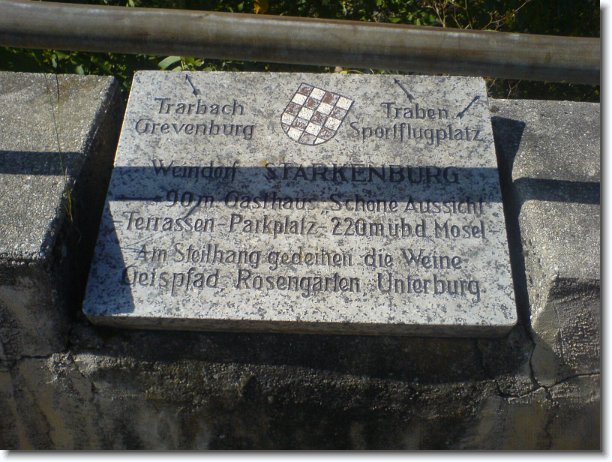 Trarbach Traben
Grevenburg Sportflugplatz
Weindorf STARKENBURG
90m Gasthaus Schöne Aussicht
Terrassen-Parkplatz-220m ü.b.d. Mosel
Am Steilhang gedeihen die Weine
Geispfad Rosengarten Unterburg